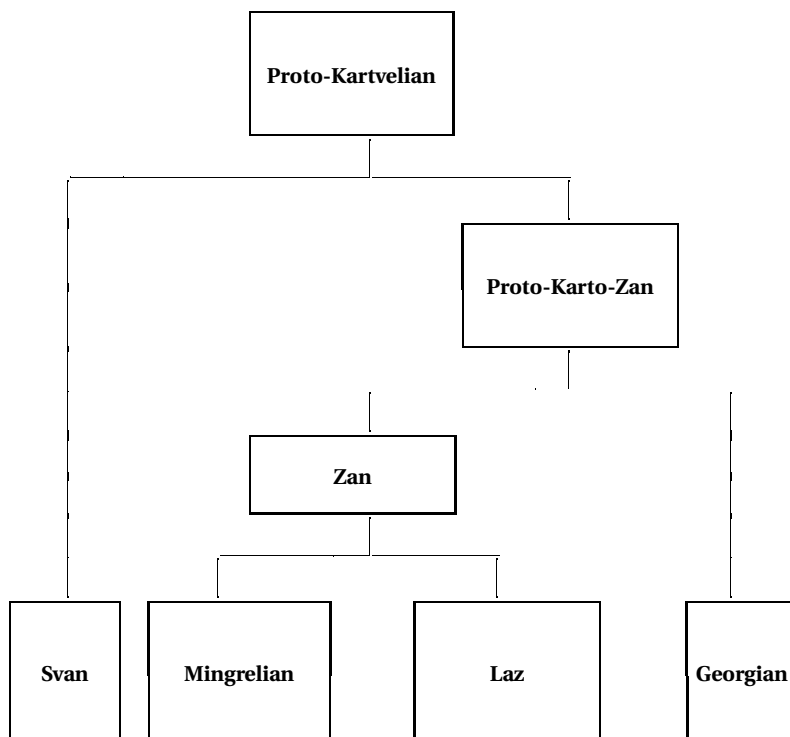 Proto-Kartvelian
Proto-Karto-Zan
Zan
Svan
Mingrelian
Laz
Georgian